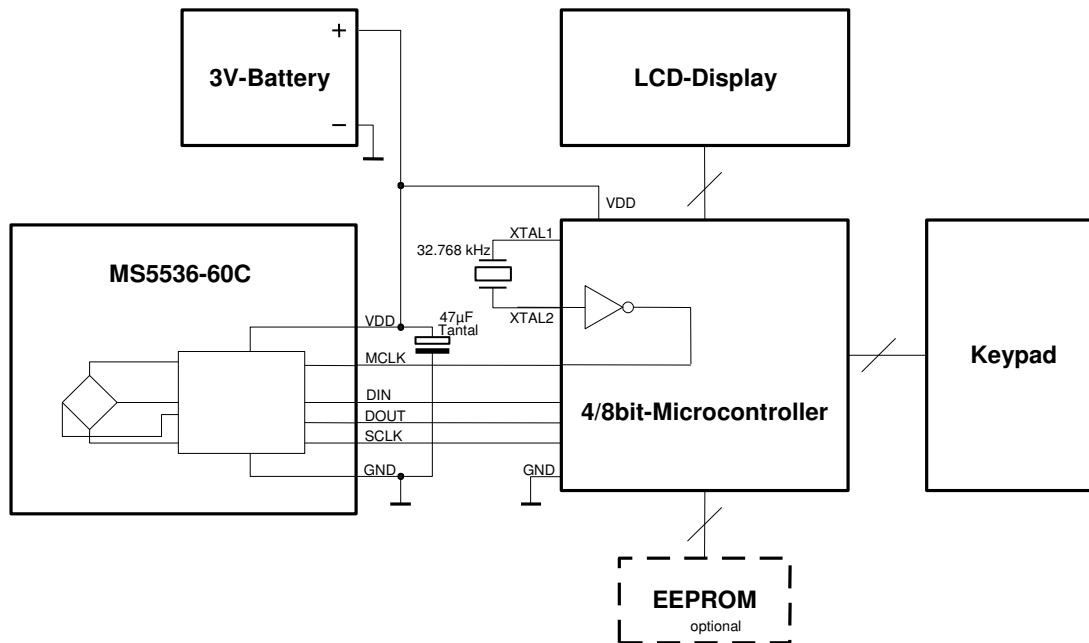 +
3V-Battery
−
LCD-Display
VDD
XTAL1
32.768 kHz
XTAL2
MS5536-60C
VDD
47µF
Tantal
MCLK
DIN
DOUT
SCLK
GND
4/8bit-Microcontroller
GND
Keypad
EEPROM
optional